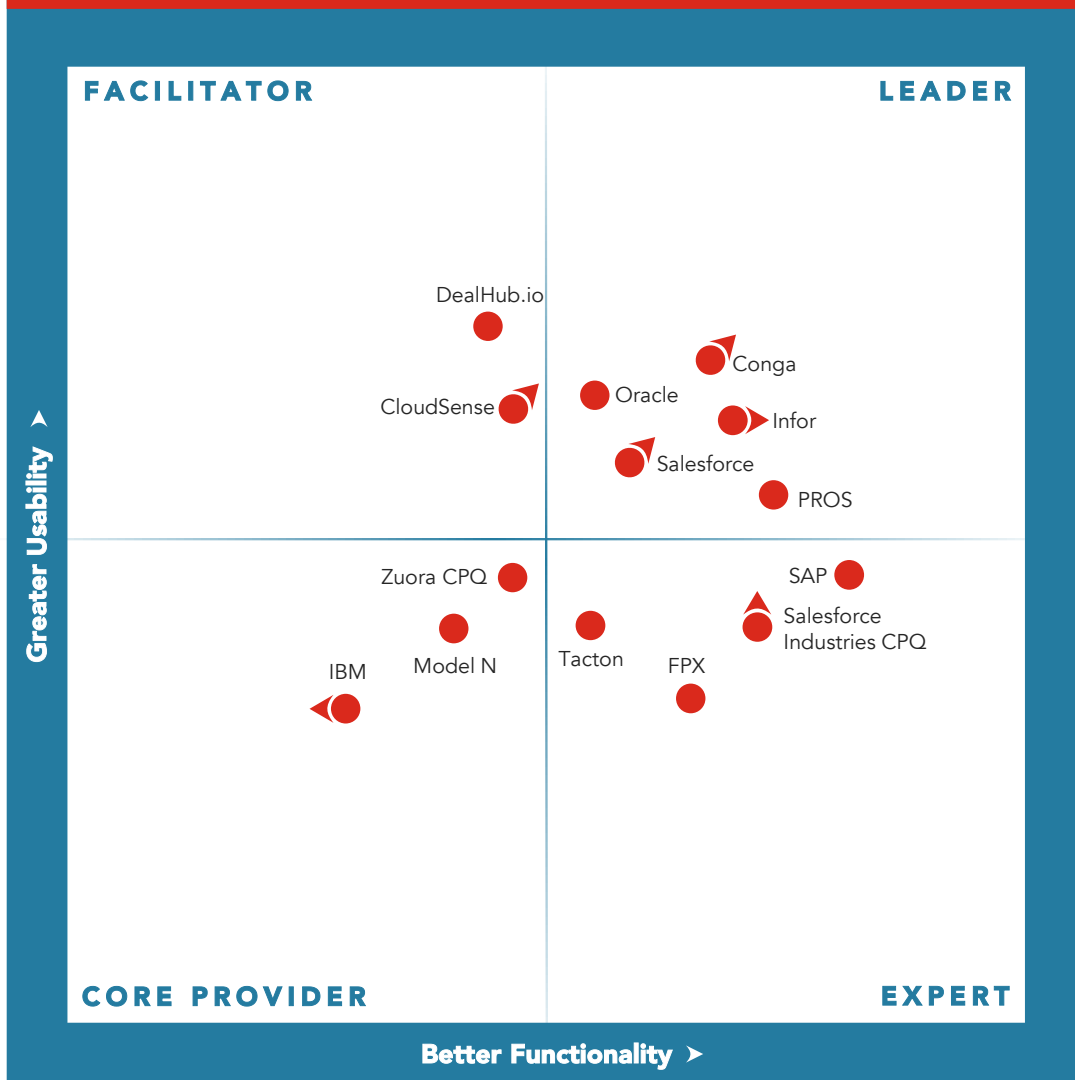 FACILITATOR
LEADER
DealHub.io
Conga
Oracle
CloudSense
Infor
Salesforce
PROS
Greater Usability
Zuora CPQ
SAP
Salesforce
Industries CPQ
Tacton
Model N
FPX
IBM
CORE PROVIDER
EXPERT
Better Functionality